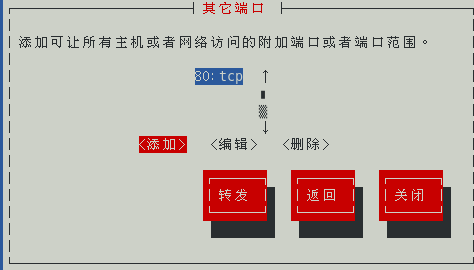 其它端口
添加可让所有主机或者网络访问的附加端口或者端口范围。
80:tcp ↑
↓
<添加> <编辑> <删除>
转发 返回 关闭